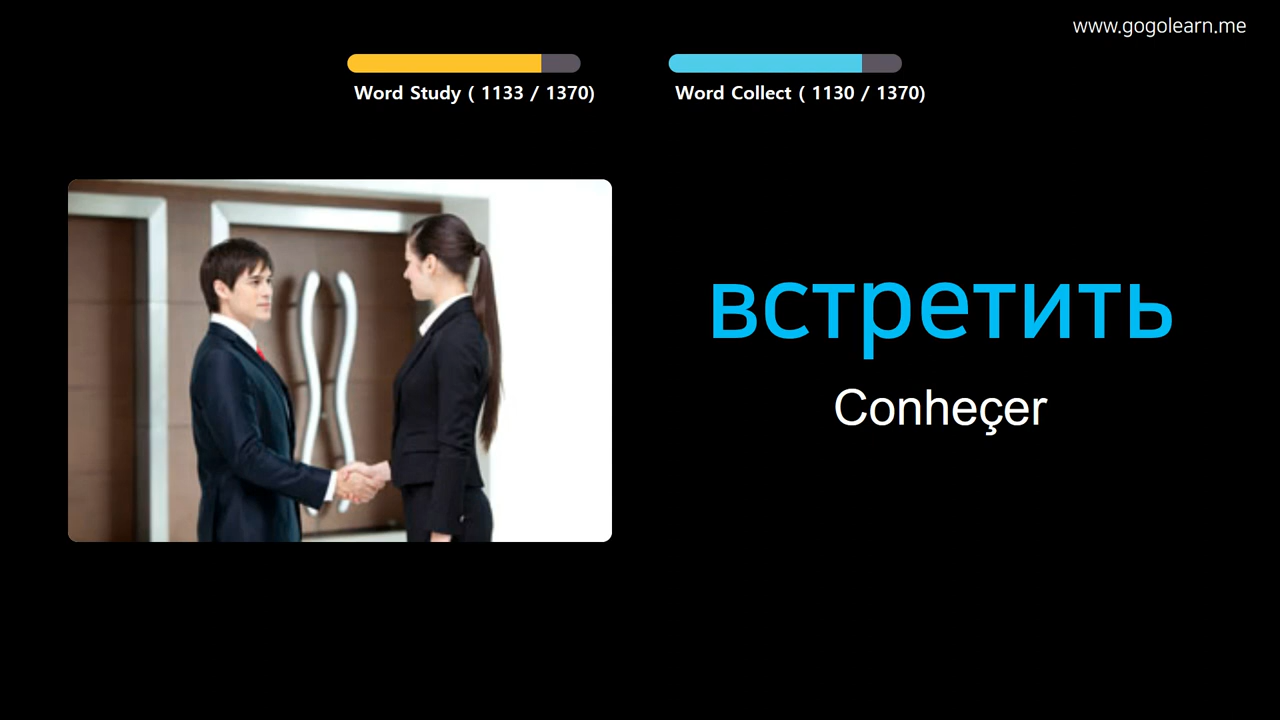 www.gogolearn.me
Word Study ( 1133 / 1370)
Word Collect ( 1130 / 1370)
встретить
Conheçer